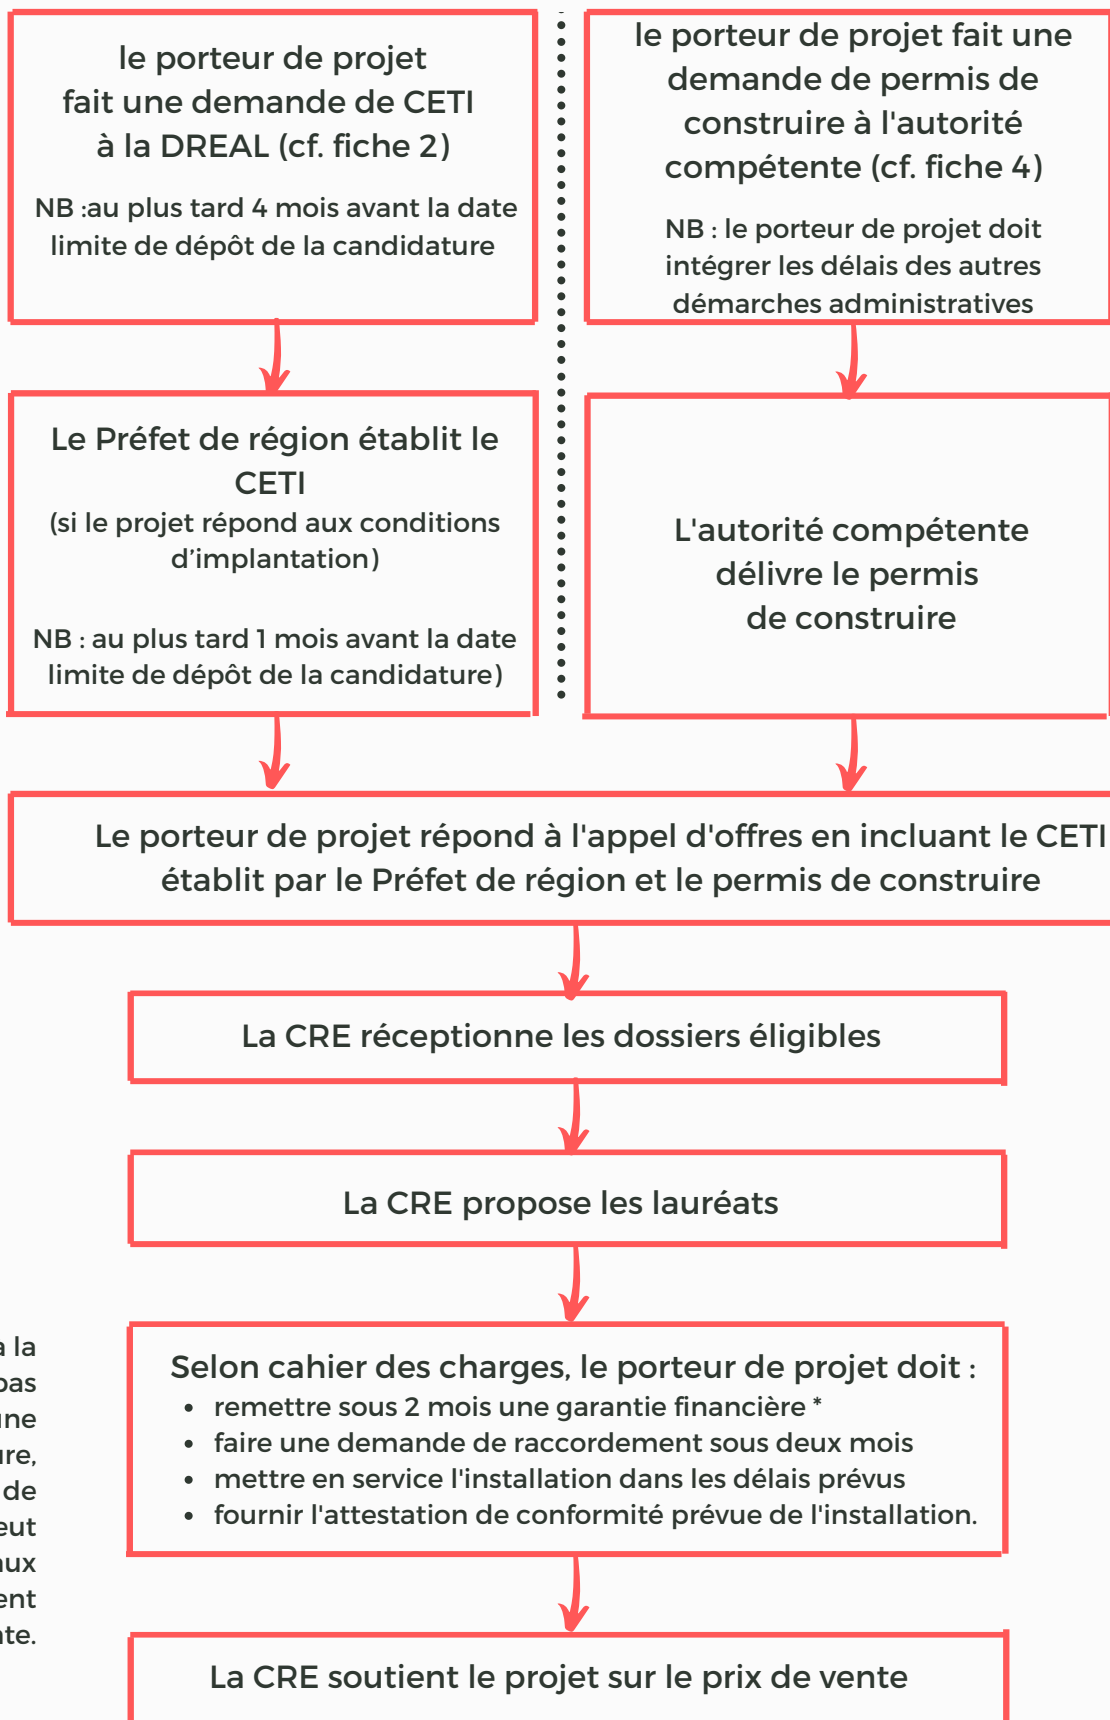 le porteur de projet
fait une demande de CETI
à la DREAL (cf. fiche 2)
NB :au plus tard 4 mois avant la date
limite de dépôt de la candidature
le porteur de projet fait une
demande de permis de
construire à l'autorité
compétente (cf. fiche 4)
NB : le porteur de projet doit
intégrer les délais des autres
démarches administratives
Le Préfet de région établit le
CETI
(si le projet répond aux conditions
d’implantation)
NB : au plus tard 1 mois avant la date
limite de dépôt de la candidature)
L'autorité compétente
délivre le permis
de construire
Le porteur de projet répond à l'appel d'offres en incluant le CETI
établit par le Préfet de région et le permis de construire
La CRE réceptionne les dossiers éligibles
La CRE propose les lauréats
Selon cahier des charges, le porteur de projet doit :
• remettre sous 2 mois une garantie financière *
• faire une demande de raccordement sous deux mois
• mettre en service l'installation dans les délais prévus
• fournir l'attestation de conformité prévue de l'installation.
la
de
La CRE soutient le projet sur le prix de vente